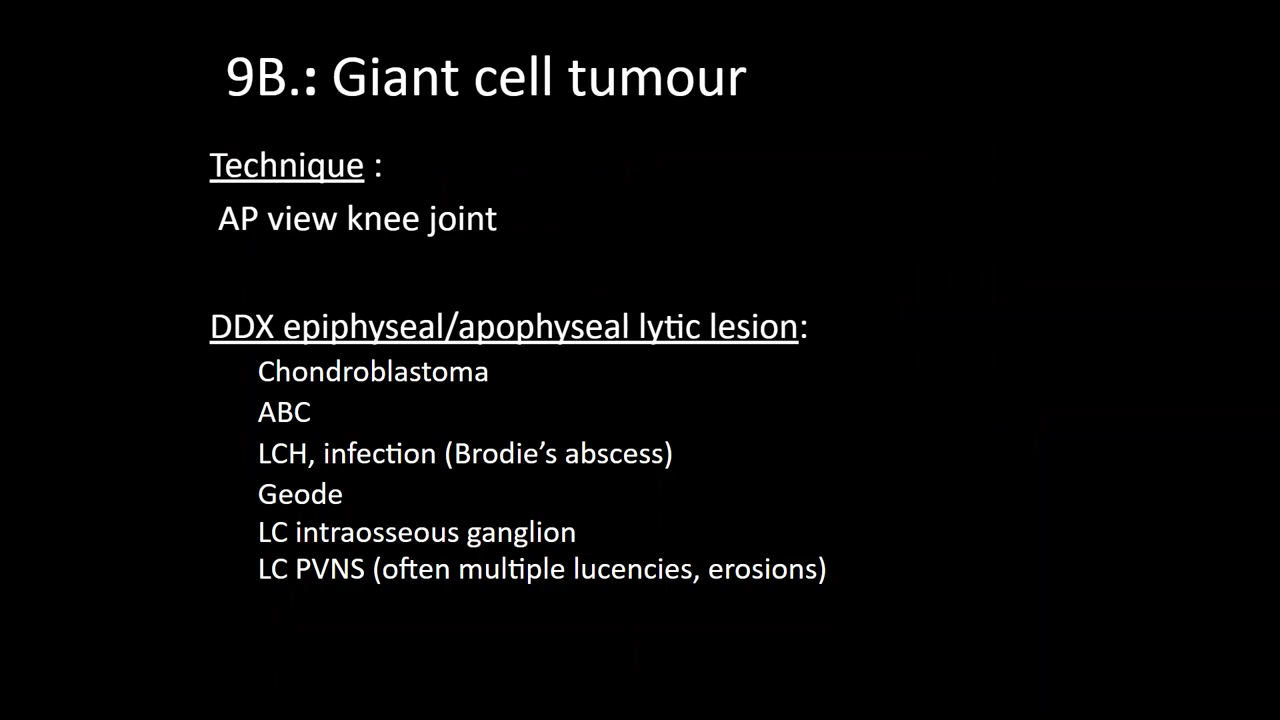 9B.: Giant cell tumour
Technique :
AP view knee joint
DDX epiphyseal/apophyseal lytic lesion:
Chondroblastoma
ABC
LCH, infection (Brodie’s abscess)
Geode
LC intraosseous ganglion
LC PVNS (often multiple lucencies, erosions)